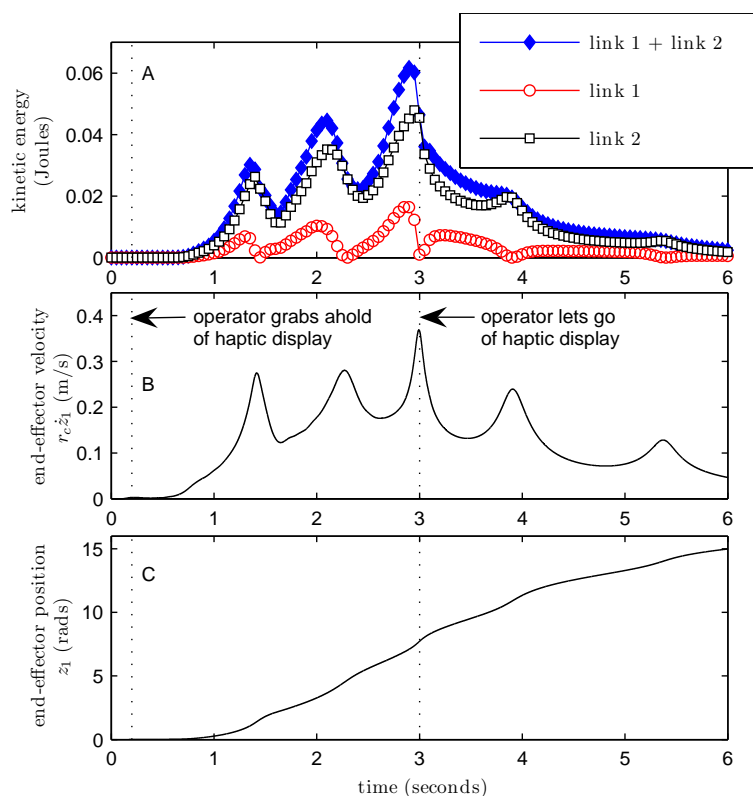 link 1 + link 2
link 1
link 2
A
kinetic energy
(Joules)
0.06
0.04
0.02
0
0 1 2 3 4 5 6
operator grabs ahold
of haptic display
operator lets go
of haptic display
B
end-effector velocity
r_c ż_1 (m/s)
0.4
0.3
0.2
0.1
0
0 1 2 3 4 5 6
C
end-effector position
z_1 (rads)
15
10
5
0
0 1 2 3 4 5 6
time (seconds)